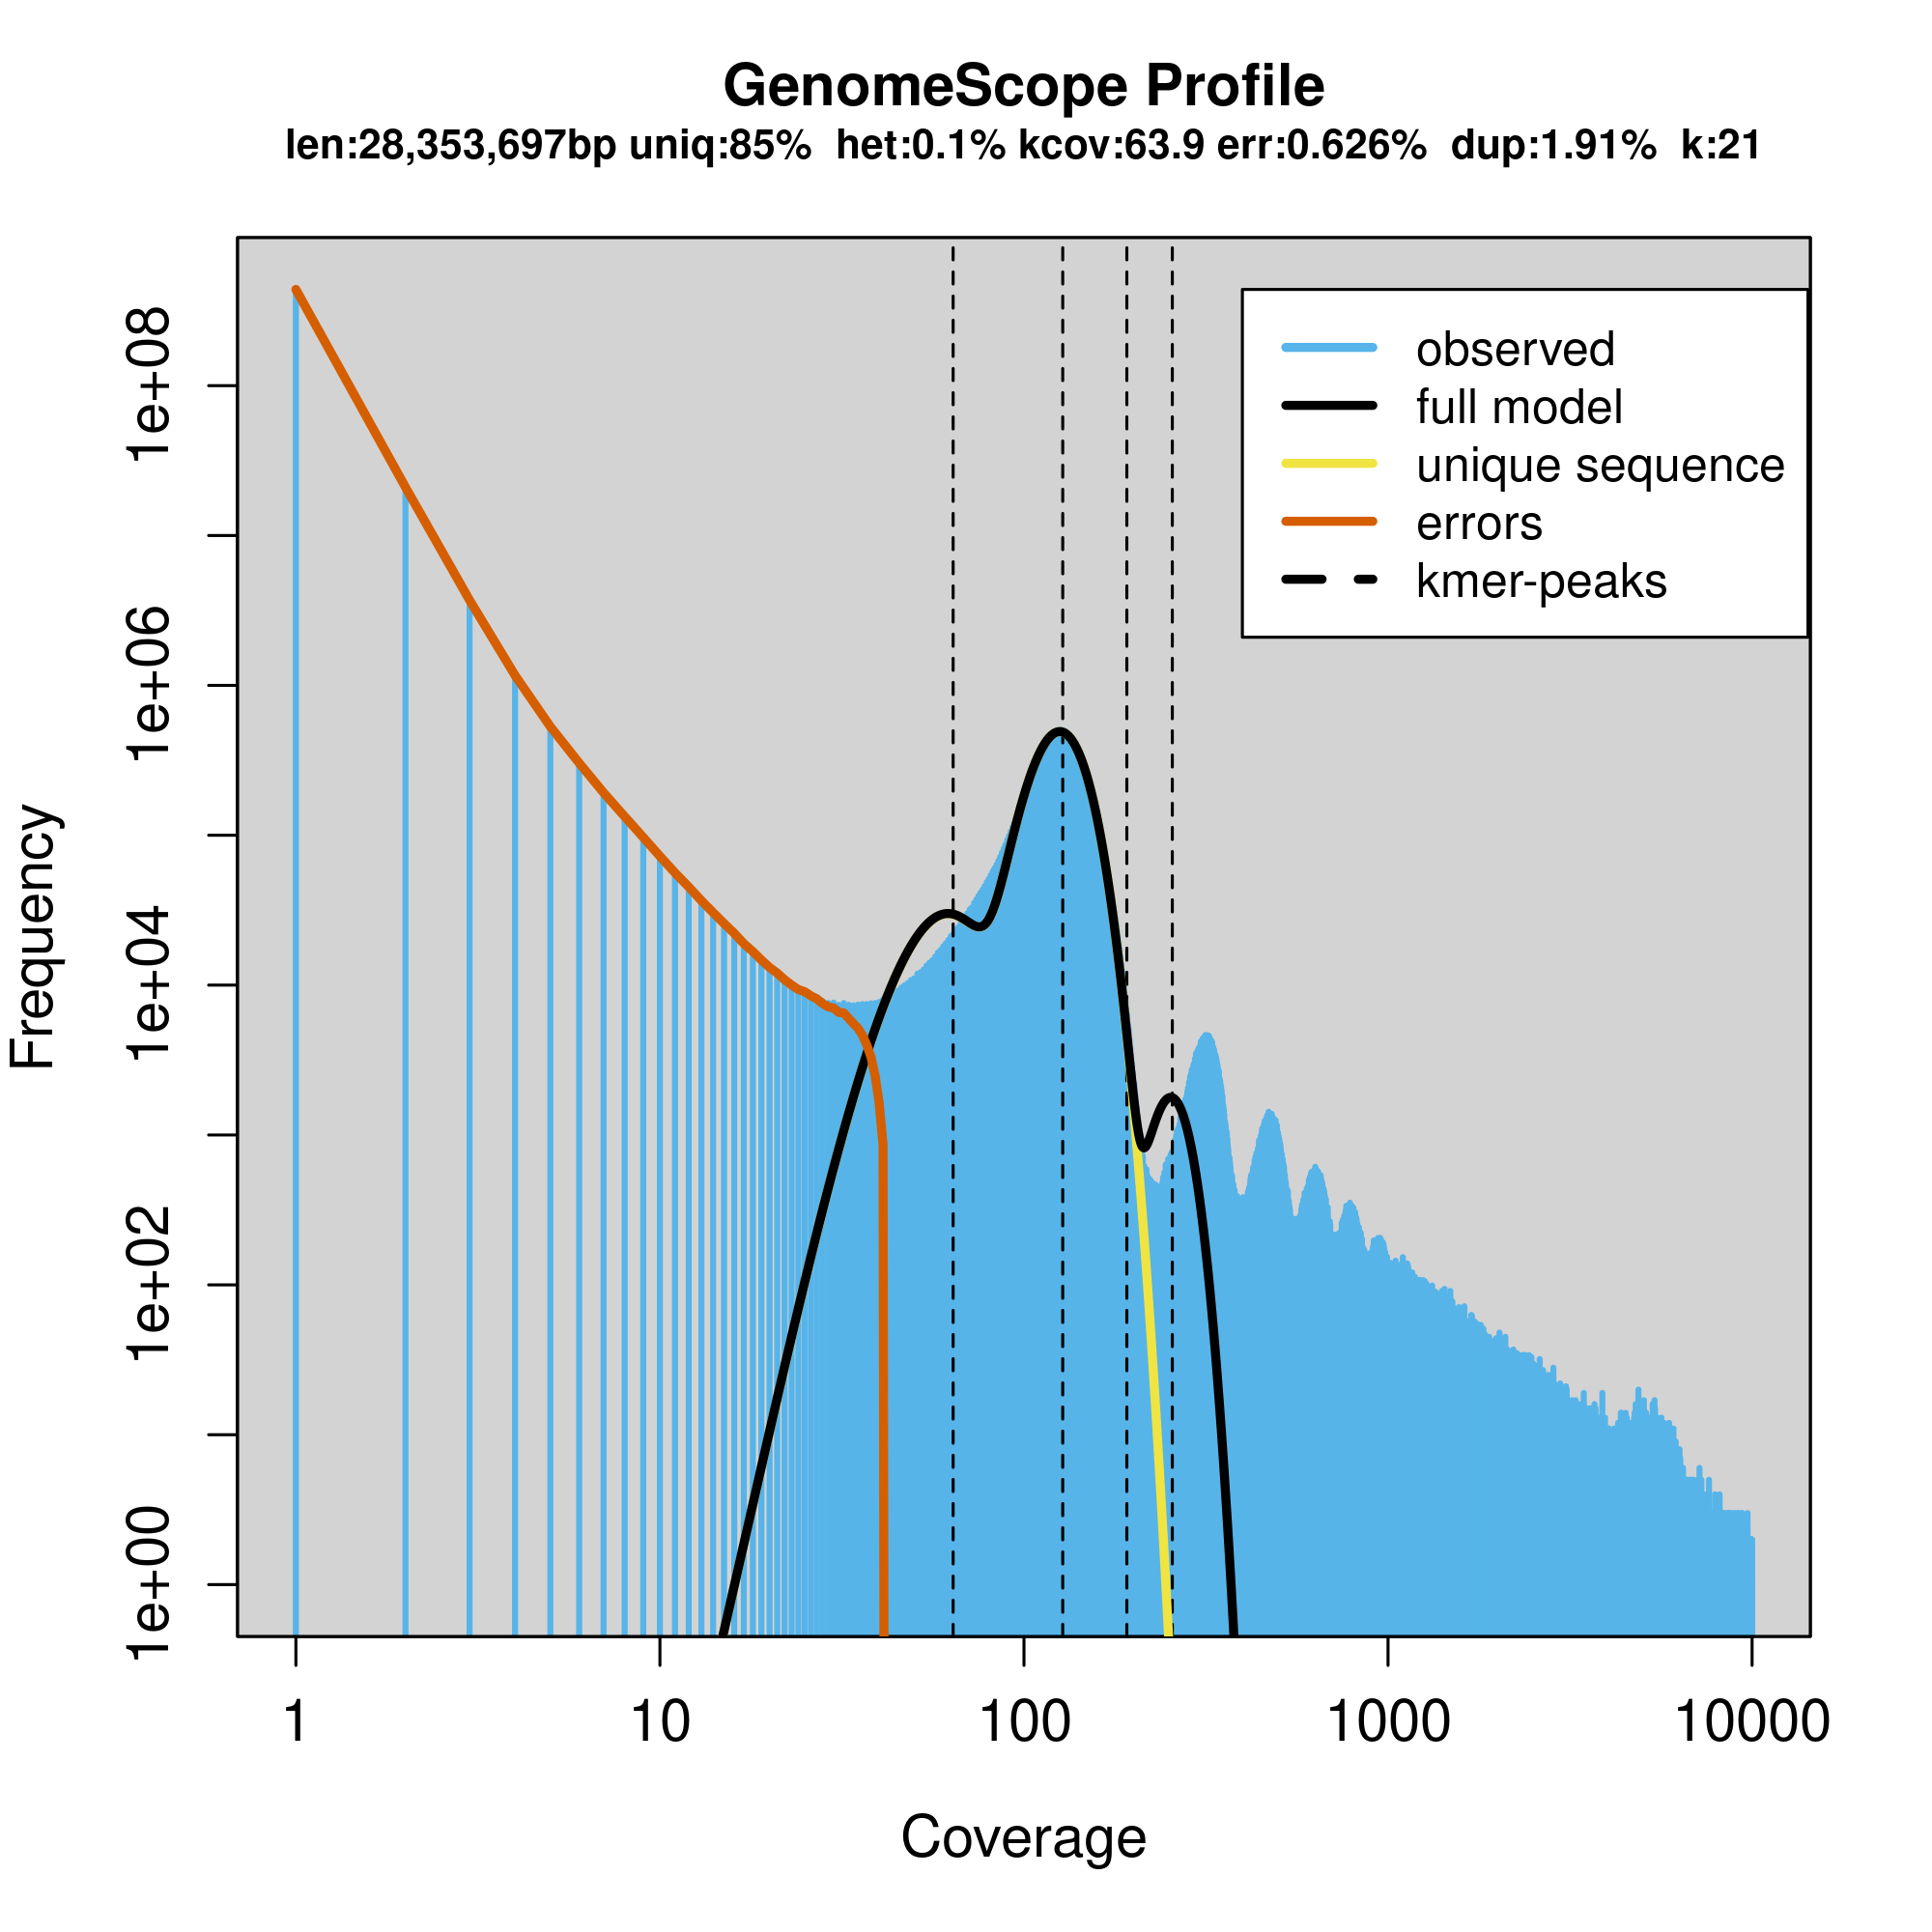 GenomeScope Profile
len:28,353,697bp uniq:85% het:0.1% kcov:63.9 err:0.626% dup:1.91% k:21
observed
full model
unique sequence
errors
kmer-peaks
Frequency
1e+08
1e+06
1e+04
1e+02
1e+00
1 10 100 1000 10000
Coverage